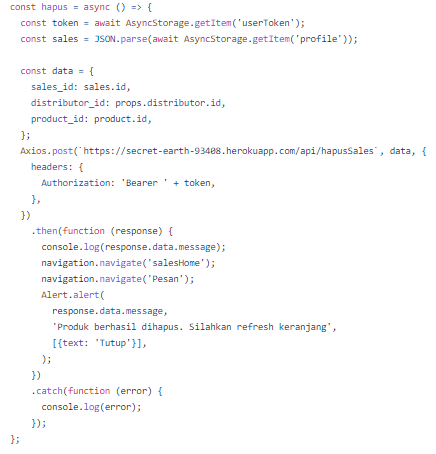 const hapus = async () => {
  const token = await AsyncStorage.getItem('userToken');
  const sales = JSON.parse(await AsyncStorage.getItem('profile'));

  const data = {
    sales_id: sales.id,
    distributor_id: props.distributor.id,
    product_id: product.id,
  };
  Axios.post(`https://secret-earth-93408.herokuapp.com/api/hapusSales`, data, {
    headers: {
      Authorization: 'Bearer ' + token,
    },
  })
    .then(function (response) {
      console.log(response.data.message);
      navigation.navigate('salesHome');
      navigation.navigate('Pesan');
      Alert.alert(
        response.data.message,
        'Produk berhasil dihapus. Silahkan refresh keranjang',
        [{text: 'Tutup'}],
      );
    })
    .catch(function (error) {
      console.log(error);
    });
};